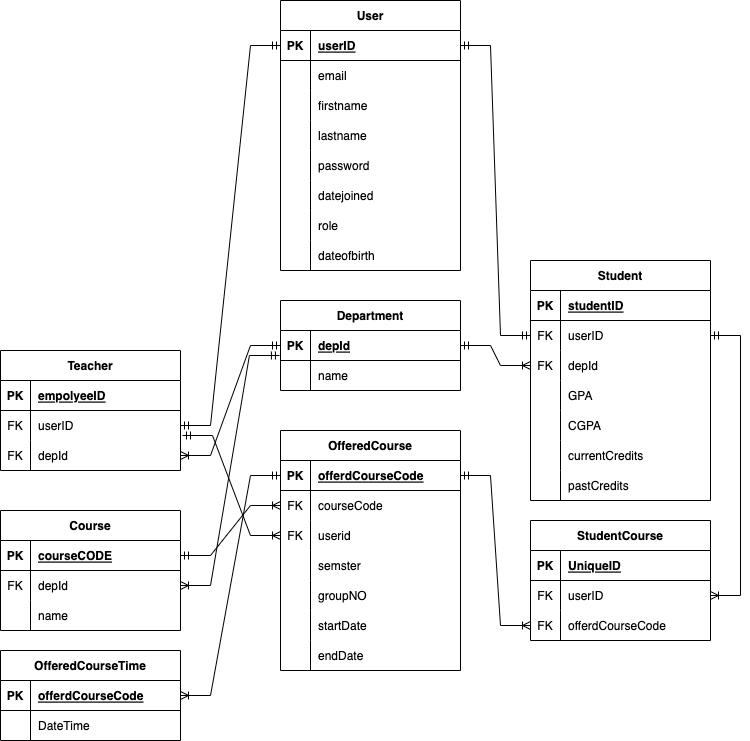 User
PK userID
email
firstname
lastname
password
datejoined
role
dateofbirth
Student
PK studentID
FK userID
FK depId
GPA
CGPA
currentCredits
pastCredits
Department
PK depId
name
Teacher
PK empolyeeID
FK userID
FK depId
OfferedCourse
PK offerdCourseCode
FK courseCode
FK userid
semster
groupNO
startDate
endDate
Course
PK courseCODE
FK depId
name
StudentCourse
PK UniqueID
FK userID
FK offerdCourseCode
OfferedCourseTime
PK offerdCourseCode
DateTime